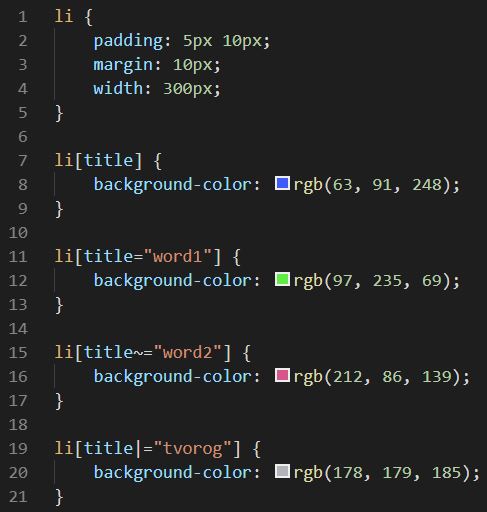 1 li {
2     padding: 5px 10px;
3     margin: 10px;
4     width: 300px;
5 }
6
7 li[title] {
8     background-color: rgb(63, 91, 248);
9 }
10
11 li[title="word1"] {
12     background-color: rgb(97, 235, 69);
13 }
14
15 li[title~="word2"] {
16     background-color: rgb(212, 86, 139);
17 }
18
19 li[title|="tvorog"] {
20     background-color: rgb(178, 179, 185);
21 }